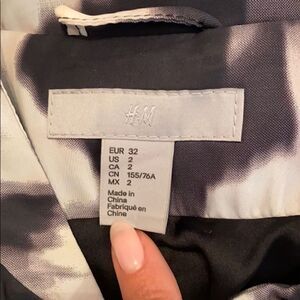 H&M
EUR 32
US 2
CA 2
CN 155/76A
MX 2
Made in
China
Fabriqué en
Chine